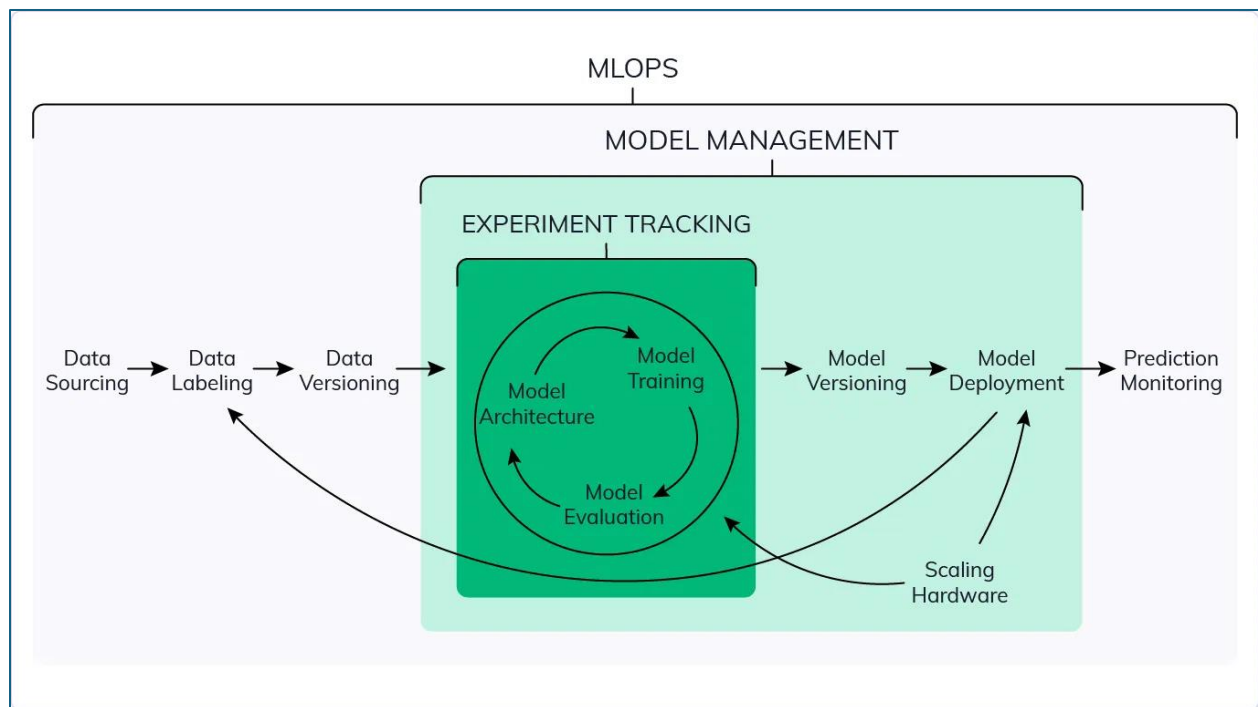 MLOPS
MODEL MANAGEMENT
EXPERIMENT TRACKING
Data
Sourcing
Data
Labeling
Data
Versioning
Model
Architecture
Model
Training
Model
Evaluation
Model
Versioning
Model
Deployment
Prediction
Monitoring
Scaling
Hardware